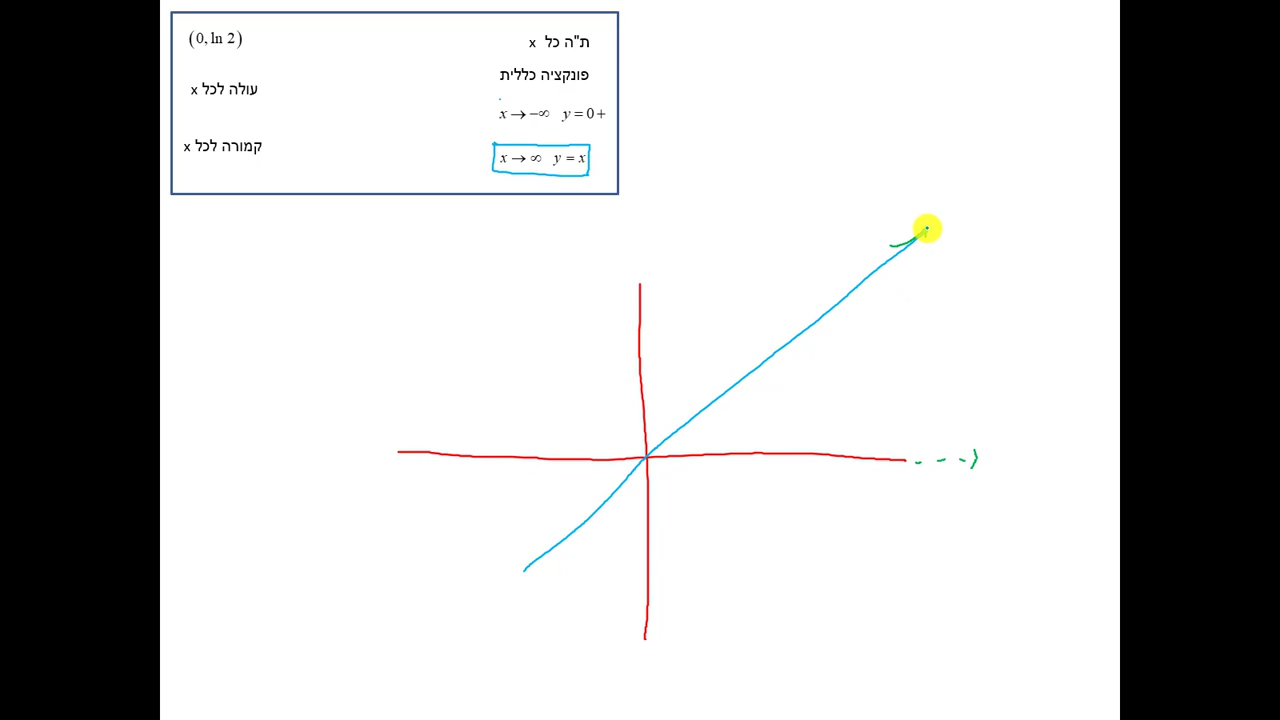 ת"ה כל x
פונקציה כללית
x → −∞ y = 0+
x → ∞ y = x
(0, ln 2)
עולה לכל x
קמורה לכל x